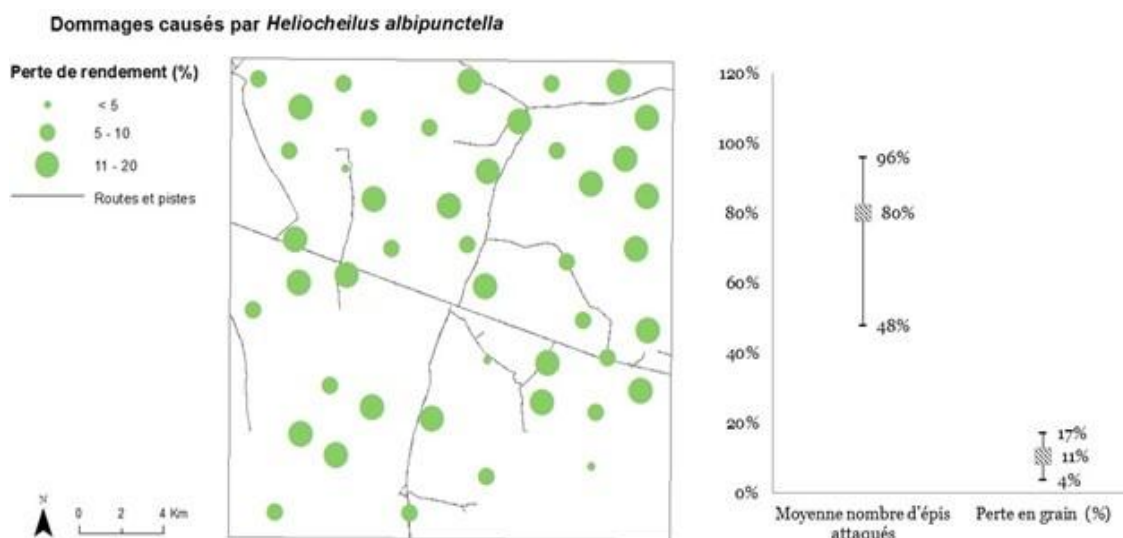 Dommages causés par Heliocheilus albipunctella
Perte de rendement (%)
< 5
5 - 10
11 - 20
Routes et pistes
N
0 2 4 Km
120%
100%
80%
60%
40%
20%
0%
96%
80%
48%
17%
11%
4%
Moyenne nombre d'épis
attaqués
Perte en grain (%)